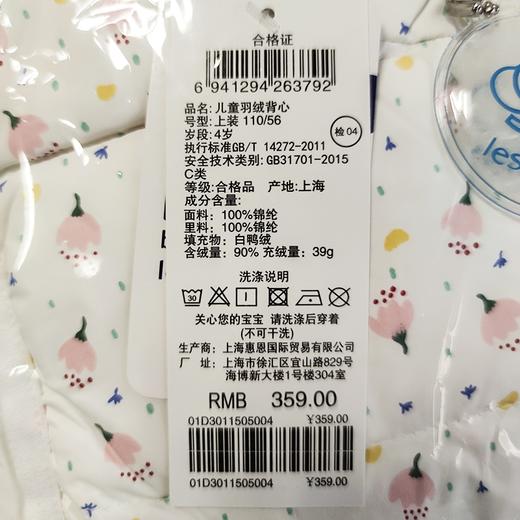 合格证
6 941294 263792
品名：儿童羽绒背心
号型：上装 110/56
岁段：4岁
检 04
执行标准GB/T 14272-2011
安全技术类别：GB31701-2015
C类
等级：合格品 产地：上海
成分含量：
面料：100%锦纶
里料：100%锦纶
填充物：白鸭绒
含绒量：90% 充绒量：39g
洗涤说明
30
关心您的宝宝 请洗涤后穿着
(不可干洗)
生产商：上海惠恩国际贸易有限公司
厂 址：上海市徐汇区宜山路829号
海博新大楼1号楼304室
RMB 359.00
01D3011505004 ¥359.00
01D3011505004 ¥359.00
les